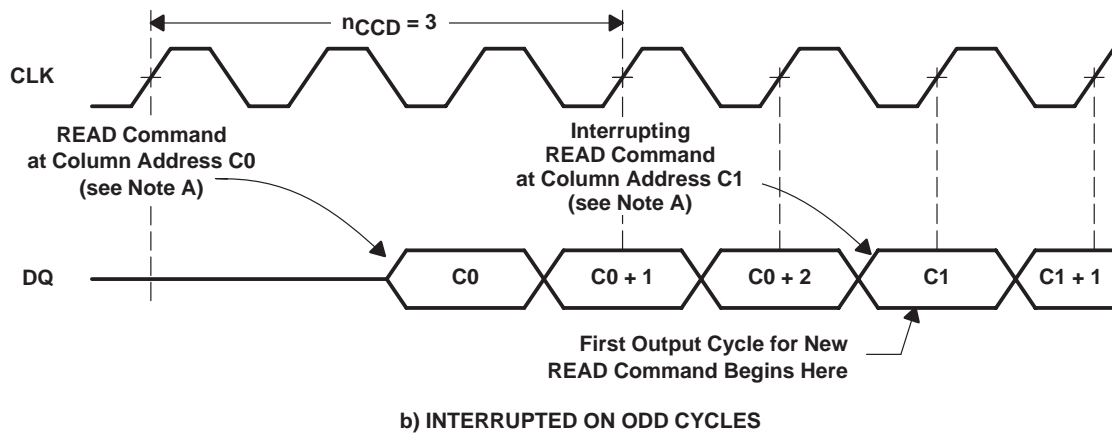 nCCD = 3
CLK
READ Command
at Column Address C0
(see Note A)
Interrupting
READ Command
at Column Address C1
(see Note A)
DQ
C0
C0 + 1
C0 + 2
C1
C1 + 1
First Output Cycle for New
READ Command Begins Here
b) INTERRUPTED ON ODD CYCLES